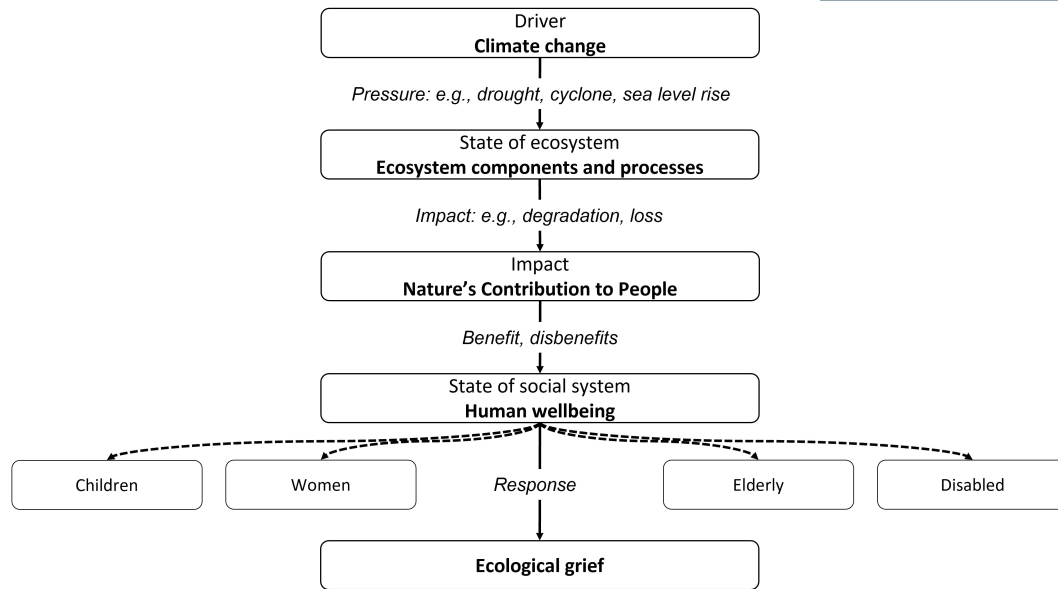 Driver
Climate change
Pressure: e.g., drought, cyclone, sea level rise
State of ecosystem
Ecosystem components and processes
Impact: e.g., degradation, loss
Impact
Nature’s Contribution to People
Benefit, disbenefits
State of social system
Human wellbeing
Children
Women
Response
Elderly
Disabled
Ecological grief